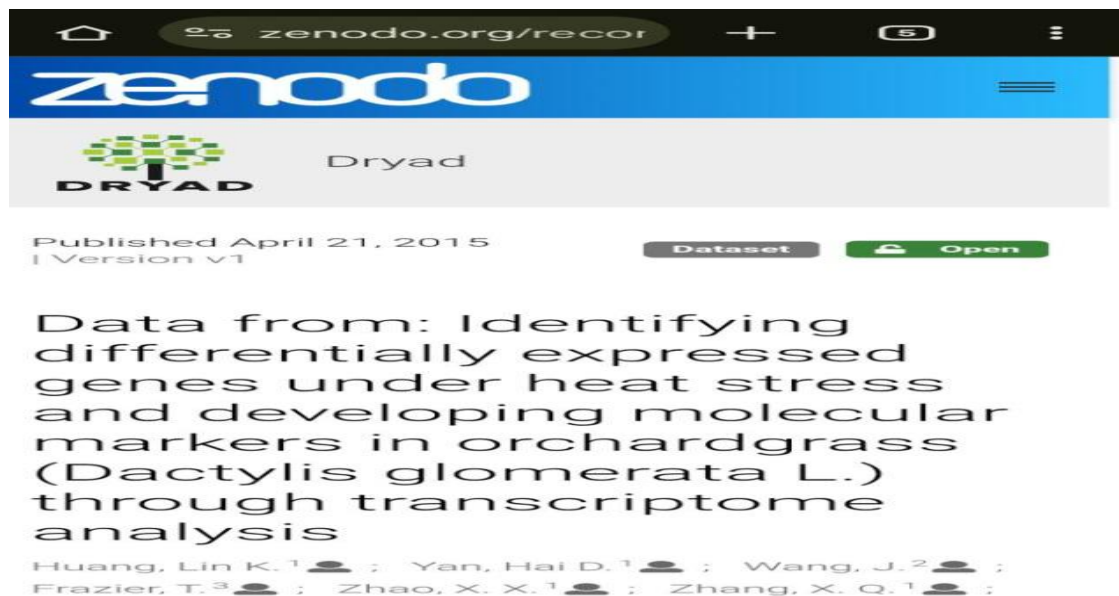 zenodo.org/recor
5
zenodo
DRYAD
Dryad
Published April 21, 2015
| Version v1
Dataset
Open
Data from: Identifying
differentially expressed
genes under heat stress
and developing molecular
markers in orchardgrass
(Dactylis glomerata L.)
through transcriptome
analysis
Huang, Lin K.¹ ; Yan, Hai D.¹ ; Wang, J.² ;
Frazier, T.³ ; Zhao, X. X.¹ ; Zhang, X. Q.¹ ;